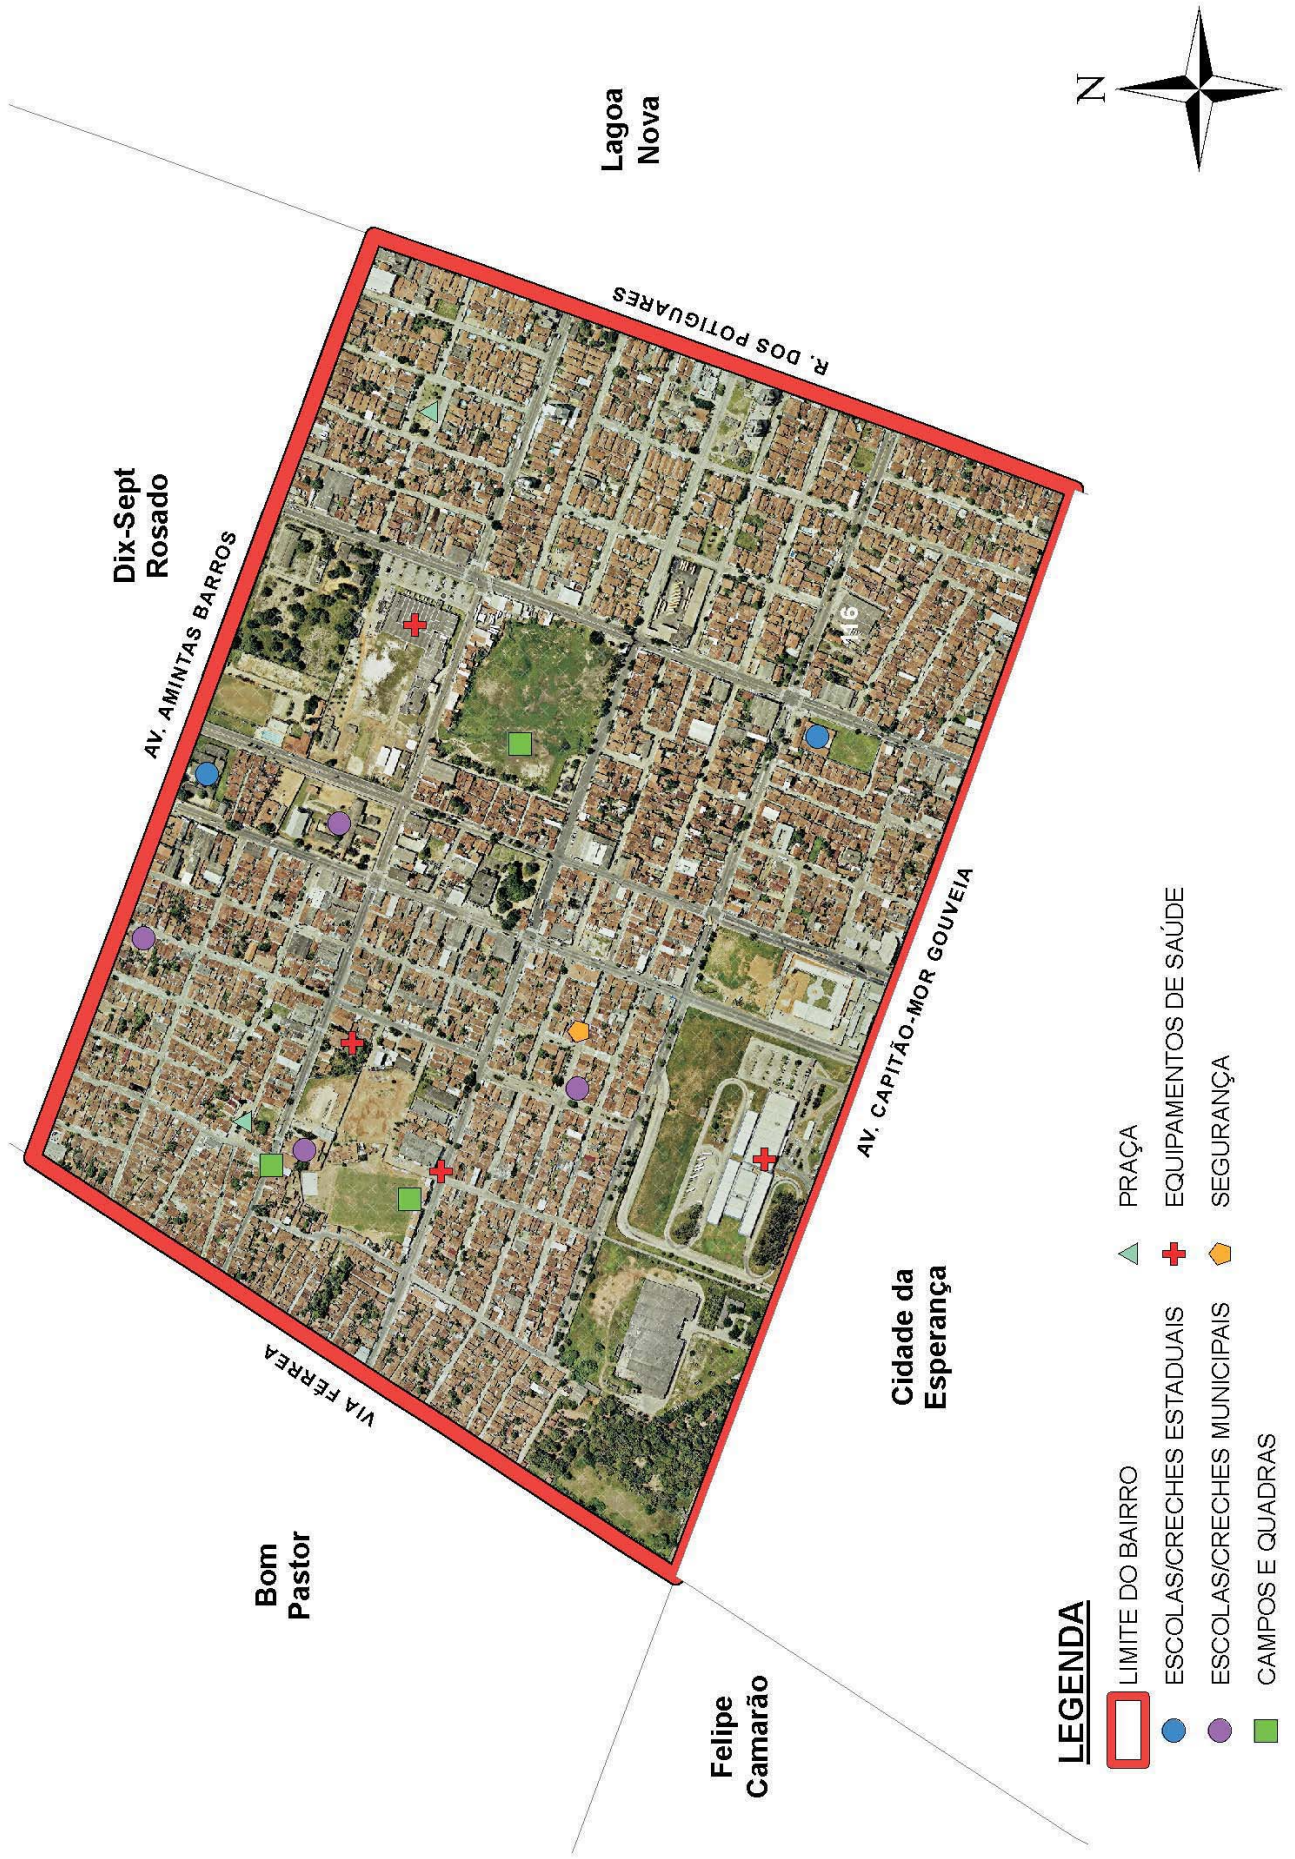 Dix-Sept
Rosado
Lagoa
Nova
Bom
Pastor
Felipe
Camarão
Cidade da
Esperança
AV. AMINTAS BARROS
R. DOS POTIGUARES
VIA FÉRREA
AV. CAPITÃO-MOR GOUVEIA
116
N
LEGENDA
LIMITE DO BAIRRO
ESCOLAS/CRECHES ESTADUAIS
ESCOLAS/CRECHES MUNICIPAIS
CAMPOS E QUADRAS
PRAÇA
EQUIPAMENTOS DE SAÚDE
SEGURANÇA